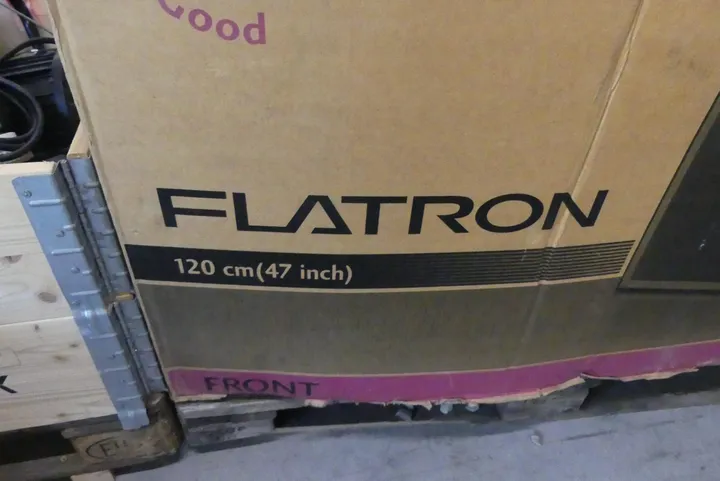 Good
FLATRON
120 cm(47 inch)
FRONT